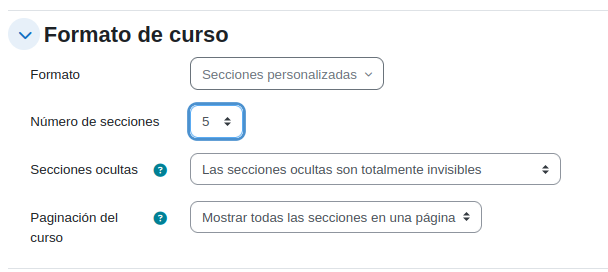 Formato de curso
Formato
Secciones personalizadas
Número de secciones
5
Secciones ocultas
?
Las secciones ocultas son totalmente invisibles
Paginación del
curso
?
Mostrar todas las secciones en una página